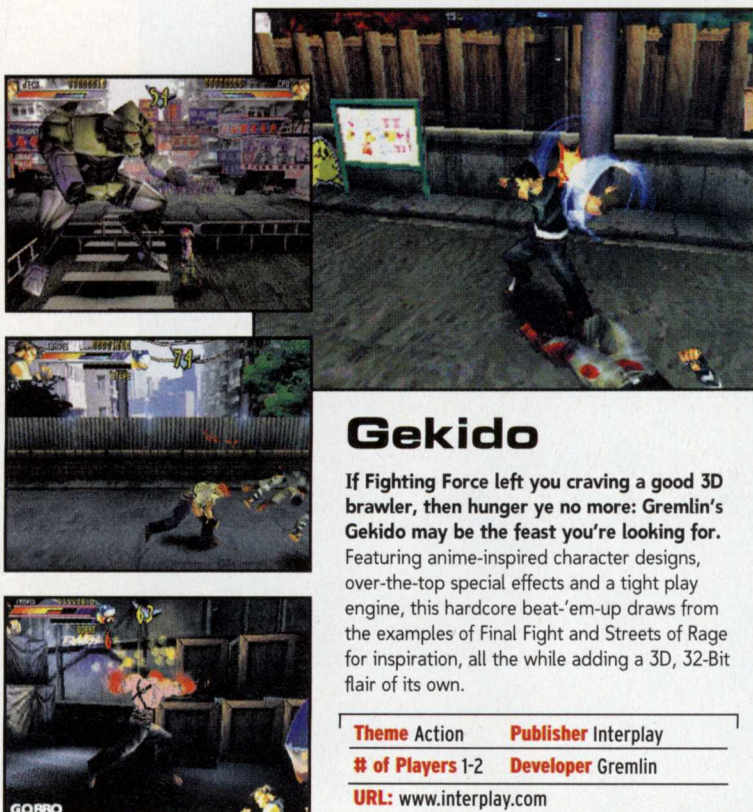 Gekido
If Fighting Force left you craving a good 3D
brawler, then hunger ye no more: Gremlin's
Gekido may be the feast you're looking for.
Featuring anime-inspired character designs,
over-the-top special effects and a tight play
engine, this hardcore beat-'em-up draws from
the examples of Final Fight and Streets of Rage
for inspiration, all the while adding a 3D, 32-Bit
flair of its own.
Theme Action Publisher Interplay
# of Players 1-2 Developer Gremlin
URL: www.interplay.com
54
74
63
GOBBO